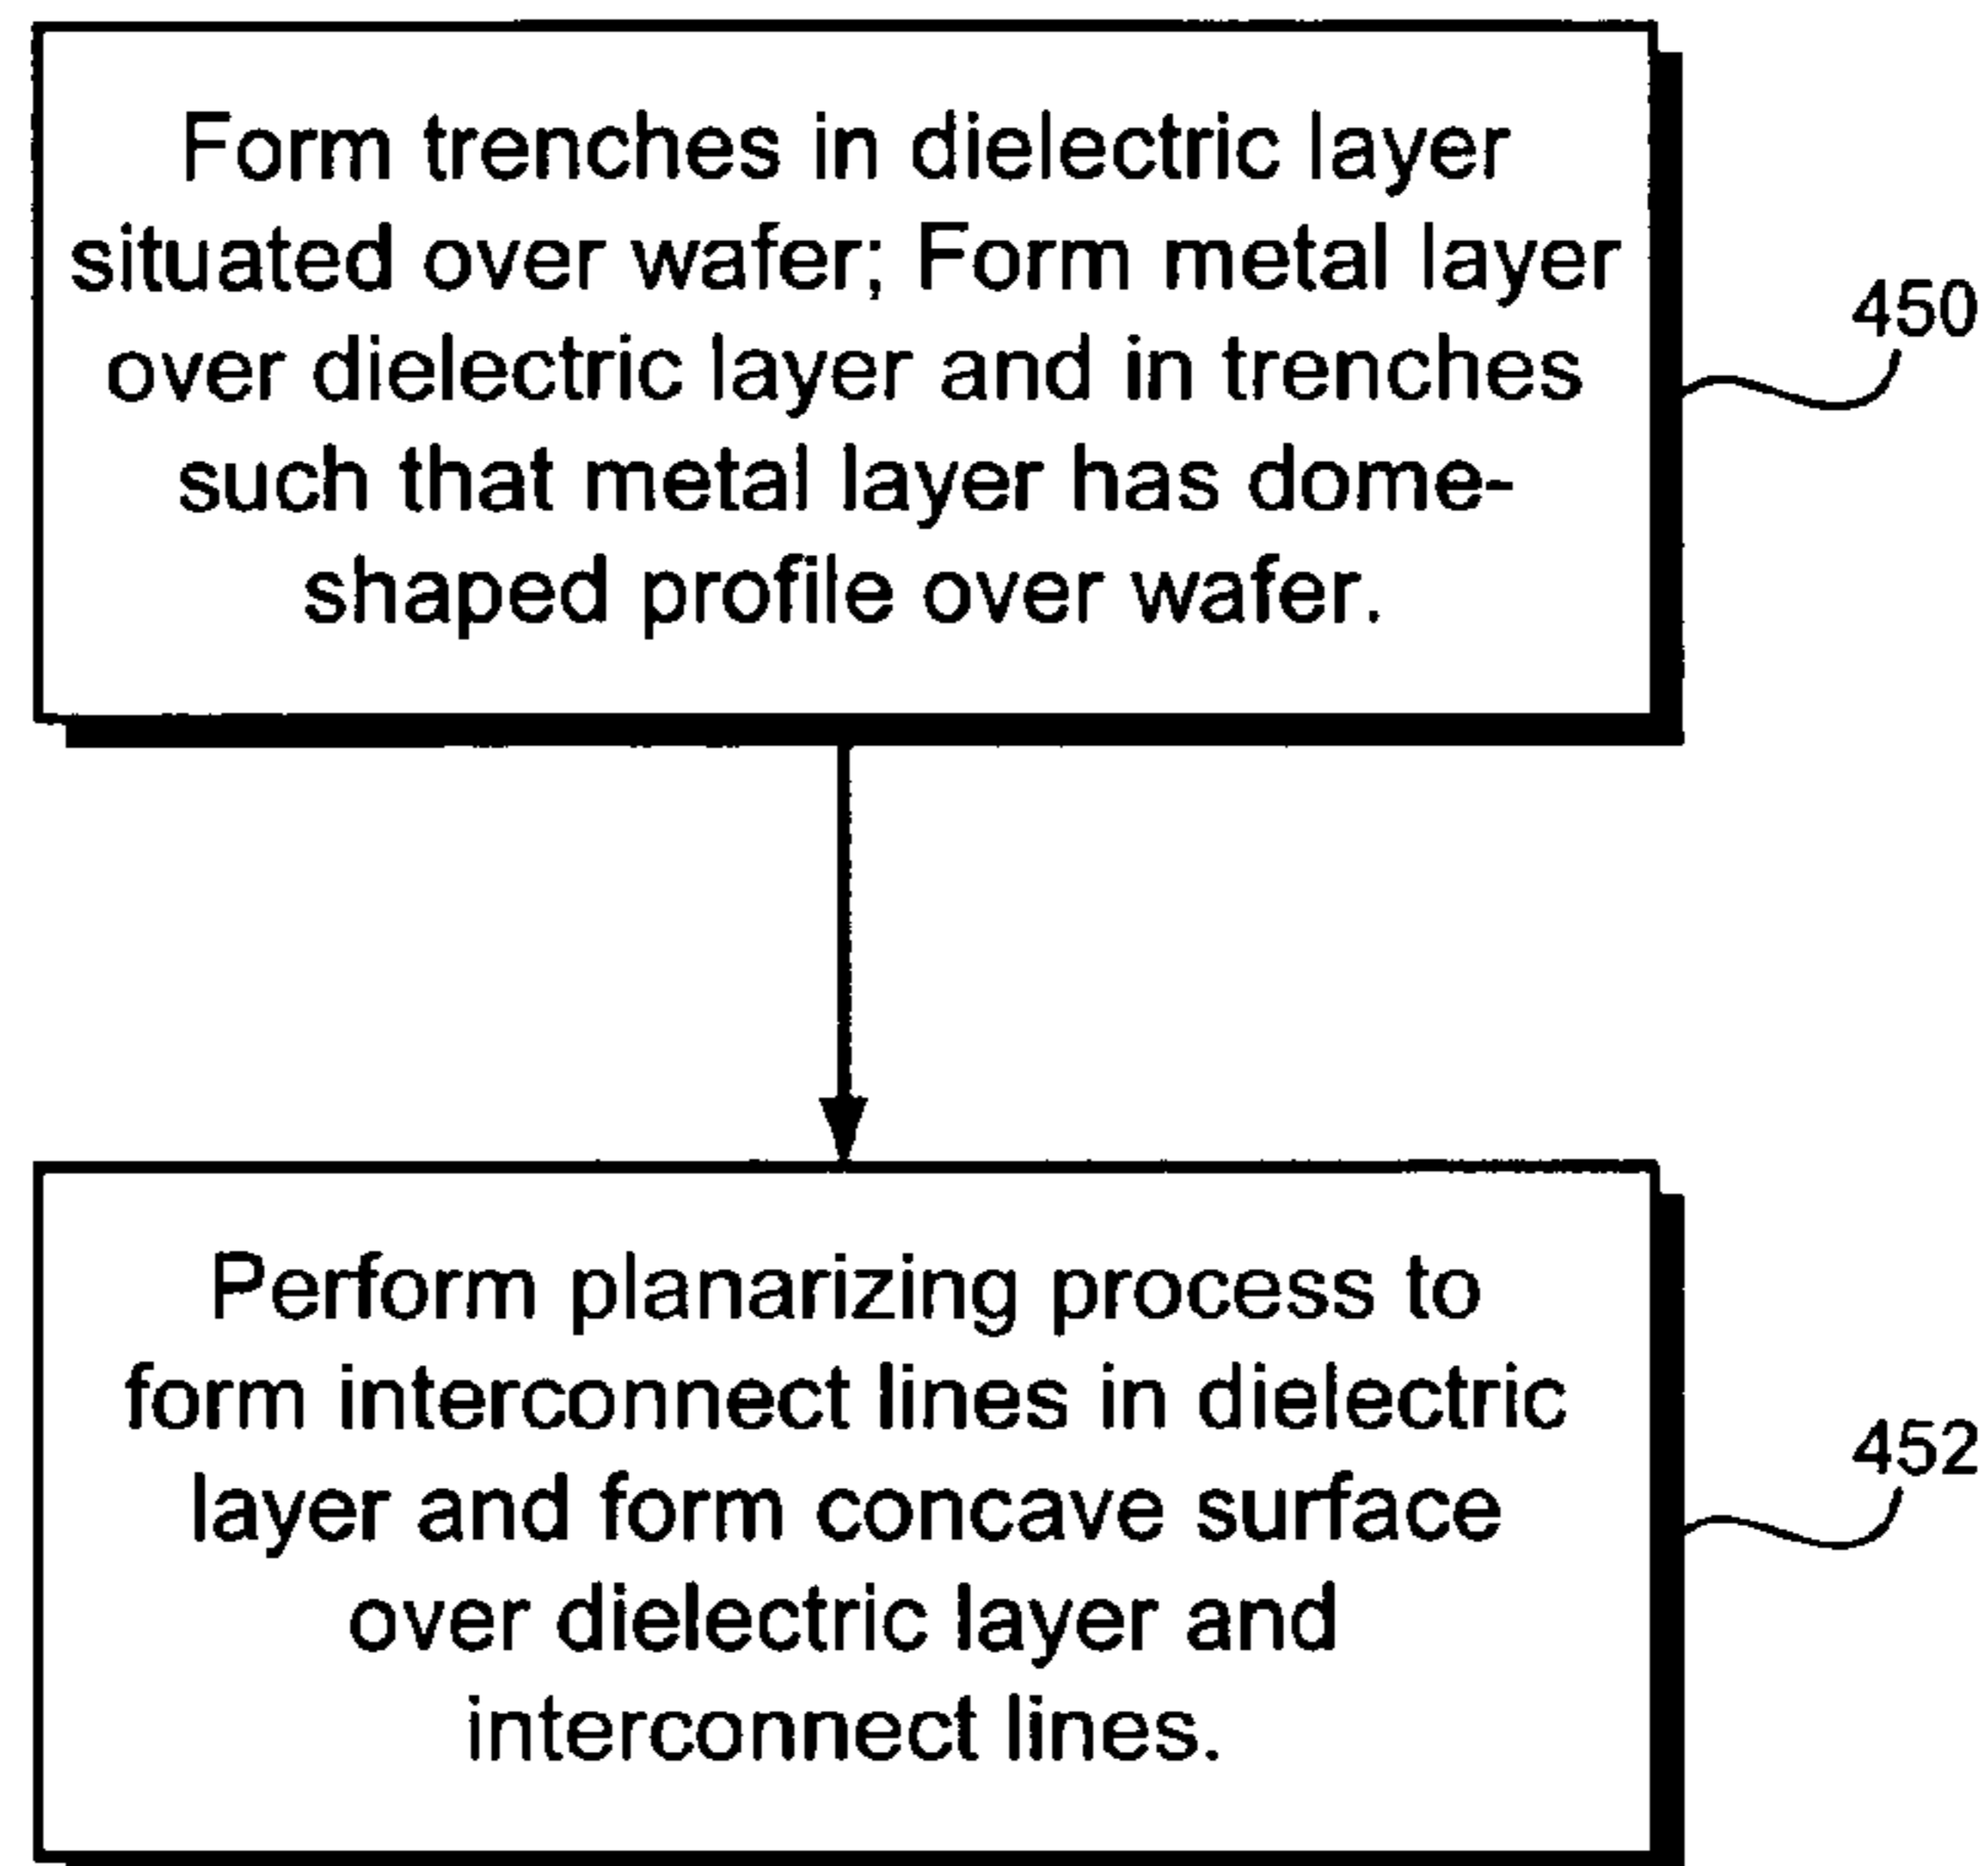 Form trenches in dielectric layer
situated over wafer; Form metal layer
over dielectric layer and in trenches
such that metal layer has dome-
shaped profile over wafer.
450
Perform planarizing process to
form interconnect lines in dielectric
layer and form concave surface
over dielectric layer and
interconnect lines.
452